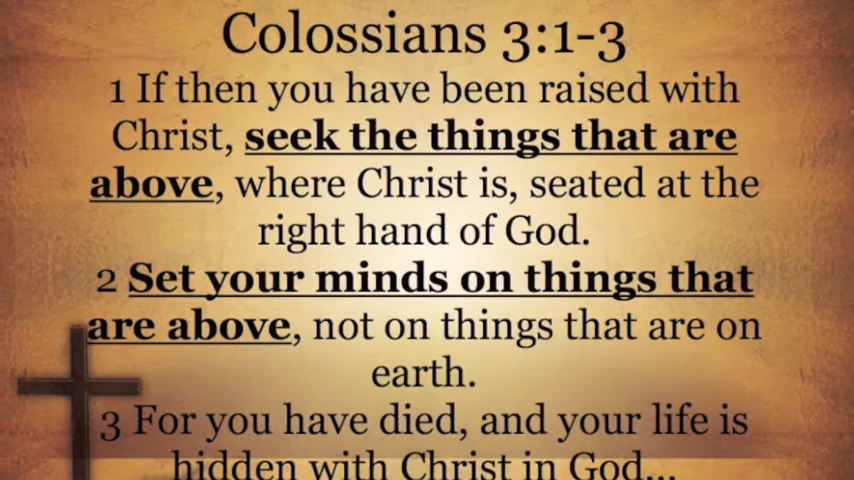 Colossians 3:1-3
1 If then you have been raised with
Christ, seek the things that are
above, where Christ is, seated at the
right hand of God.
2 Set your minds on things that
are above, not on things that are on
earth.
3 For you have died, and your life is
hidden with Christ in God...